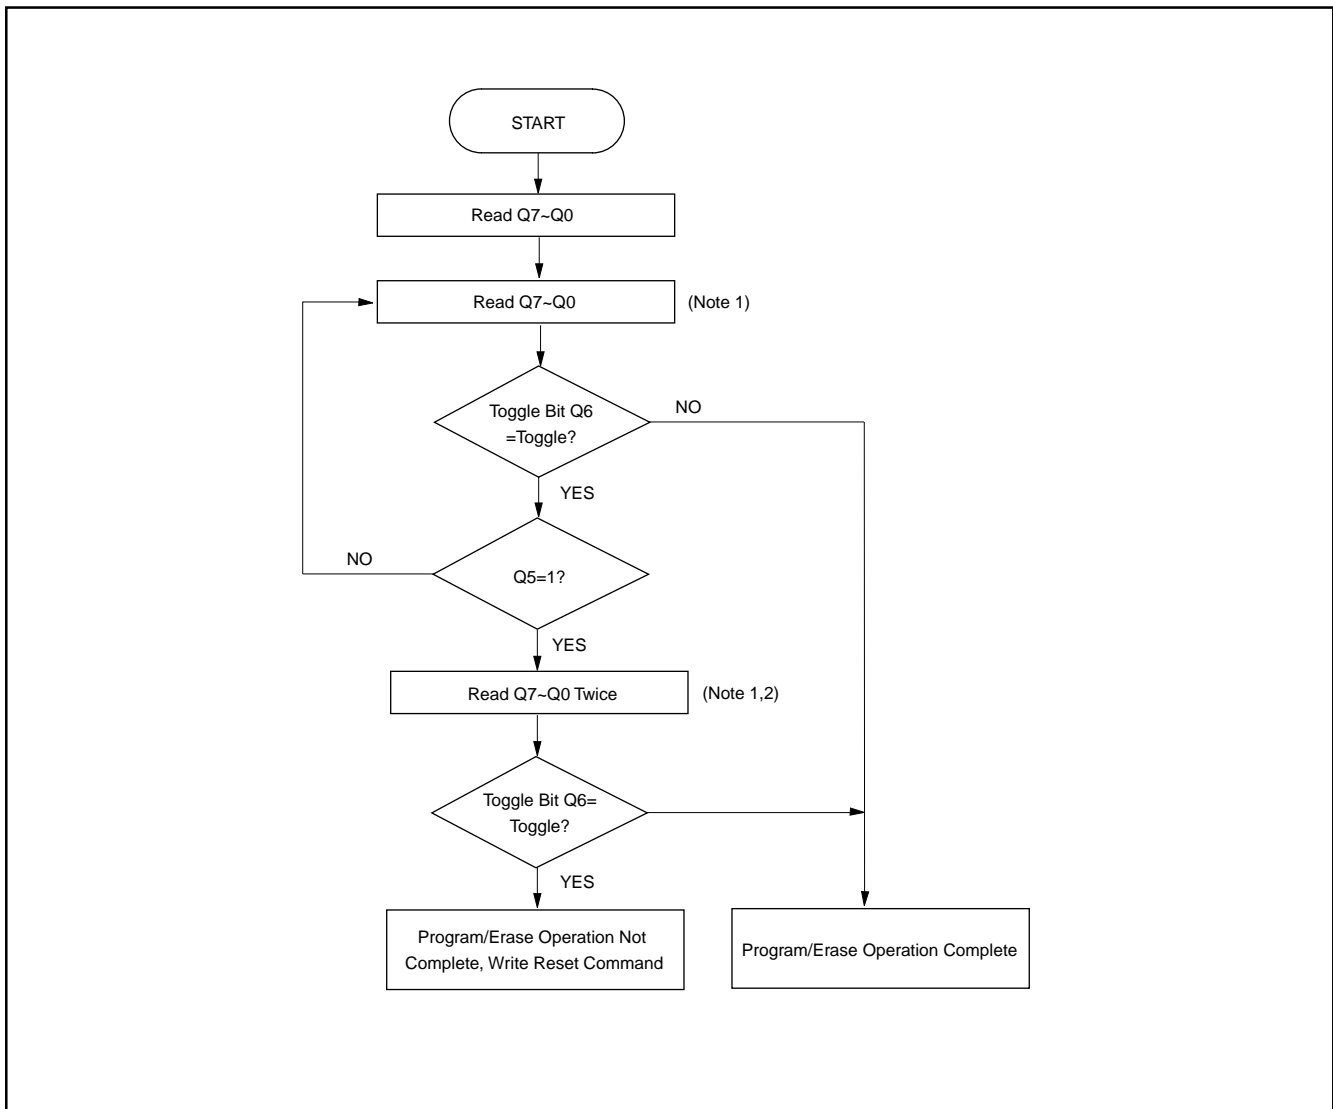 START
Read Q7~Q0
Read Q7~Q0
(Note 1)
Toggle Bit Q6
=Toggle?
NO
YES
NO
Q5=1?
YES
Read Q7~Q0 Twice
(Note 1,2)
Toggle Bit Q6=
Toggle?
YES
Program/Erase Operation Not
Complete, Write Reset Command
Program/Erase Operation Complete